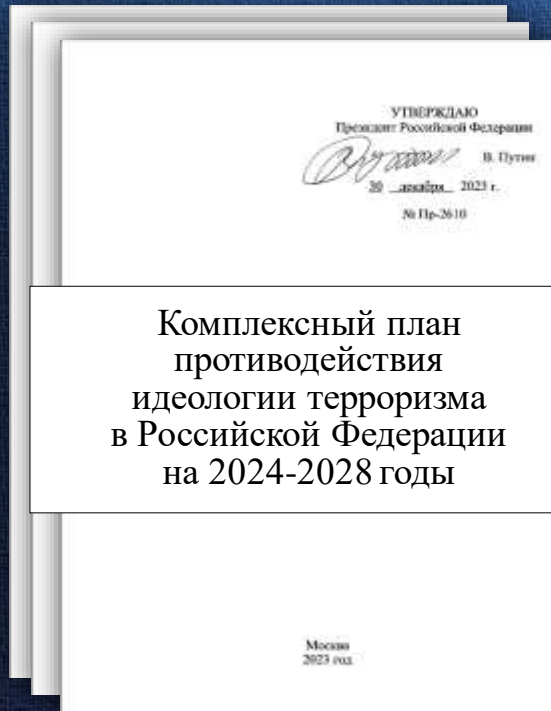 УТВЕРЖДАЮ
Президент Российской Федерации
В. Путин
30 декабря 2023 г.
№ Пр-2610
Комплексный план
противодействия
идеологии терроризма
в Российской Федерации
на 2024-2028 годы
Москва
2023 год